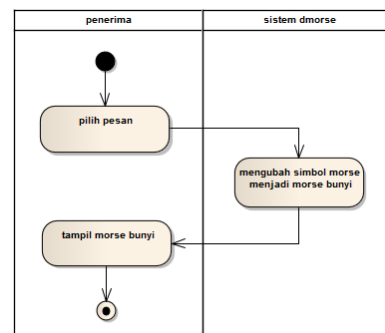 penerima
sistem dmorse
pilih pesan
mengubah simbol morse
menjadi morse bunyi
tampil morse bunyi